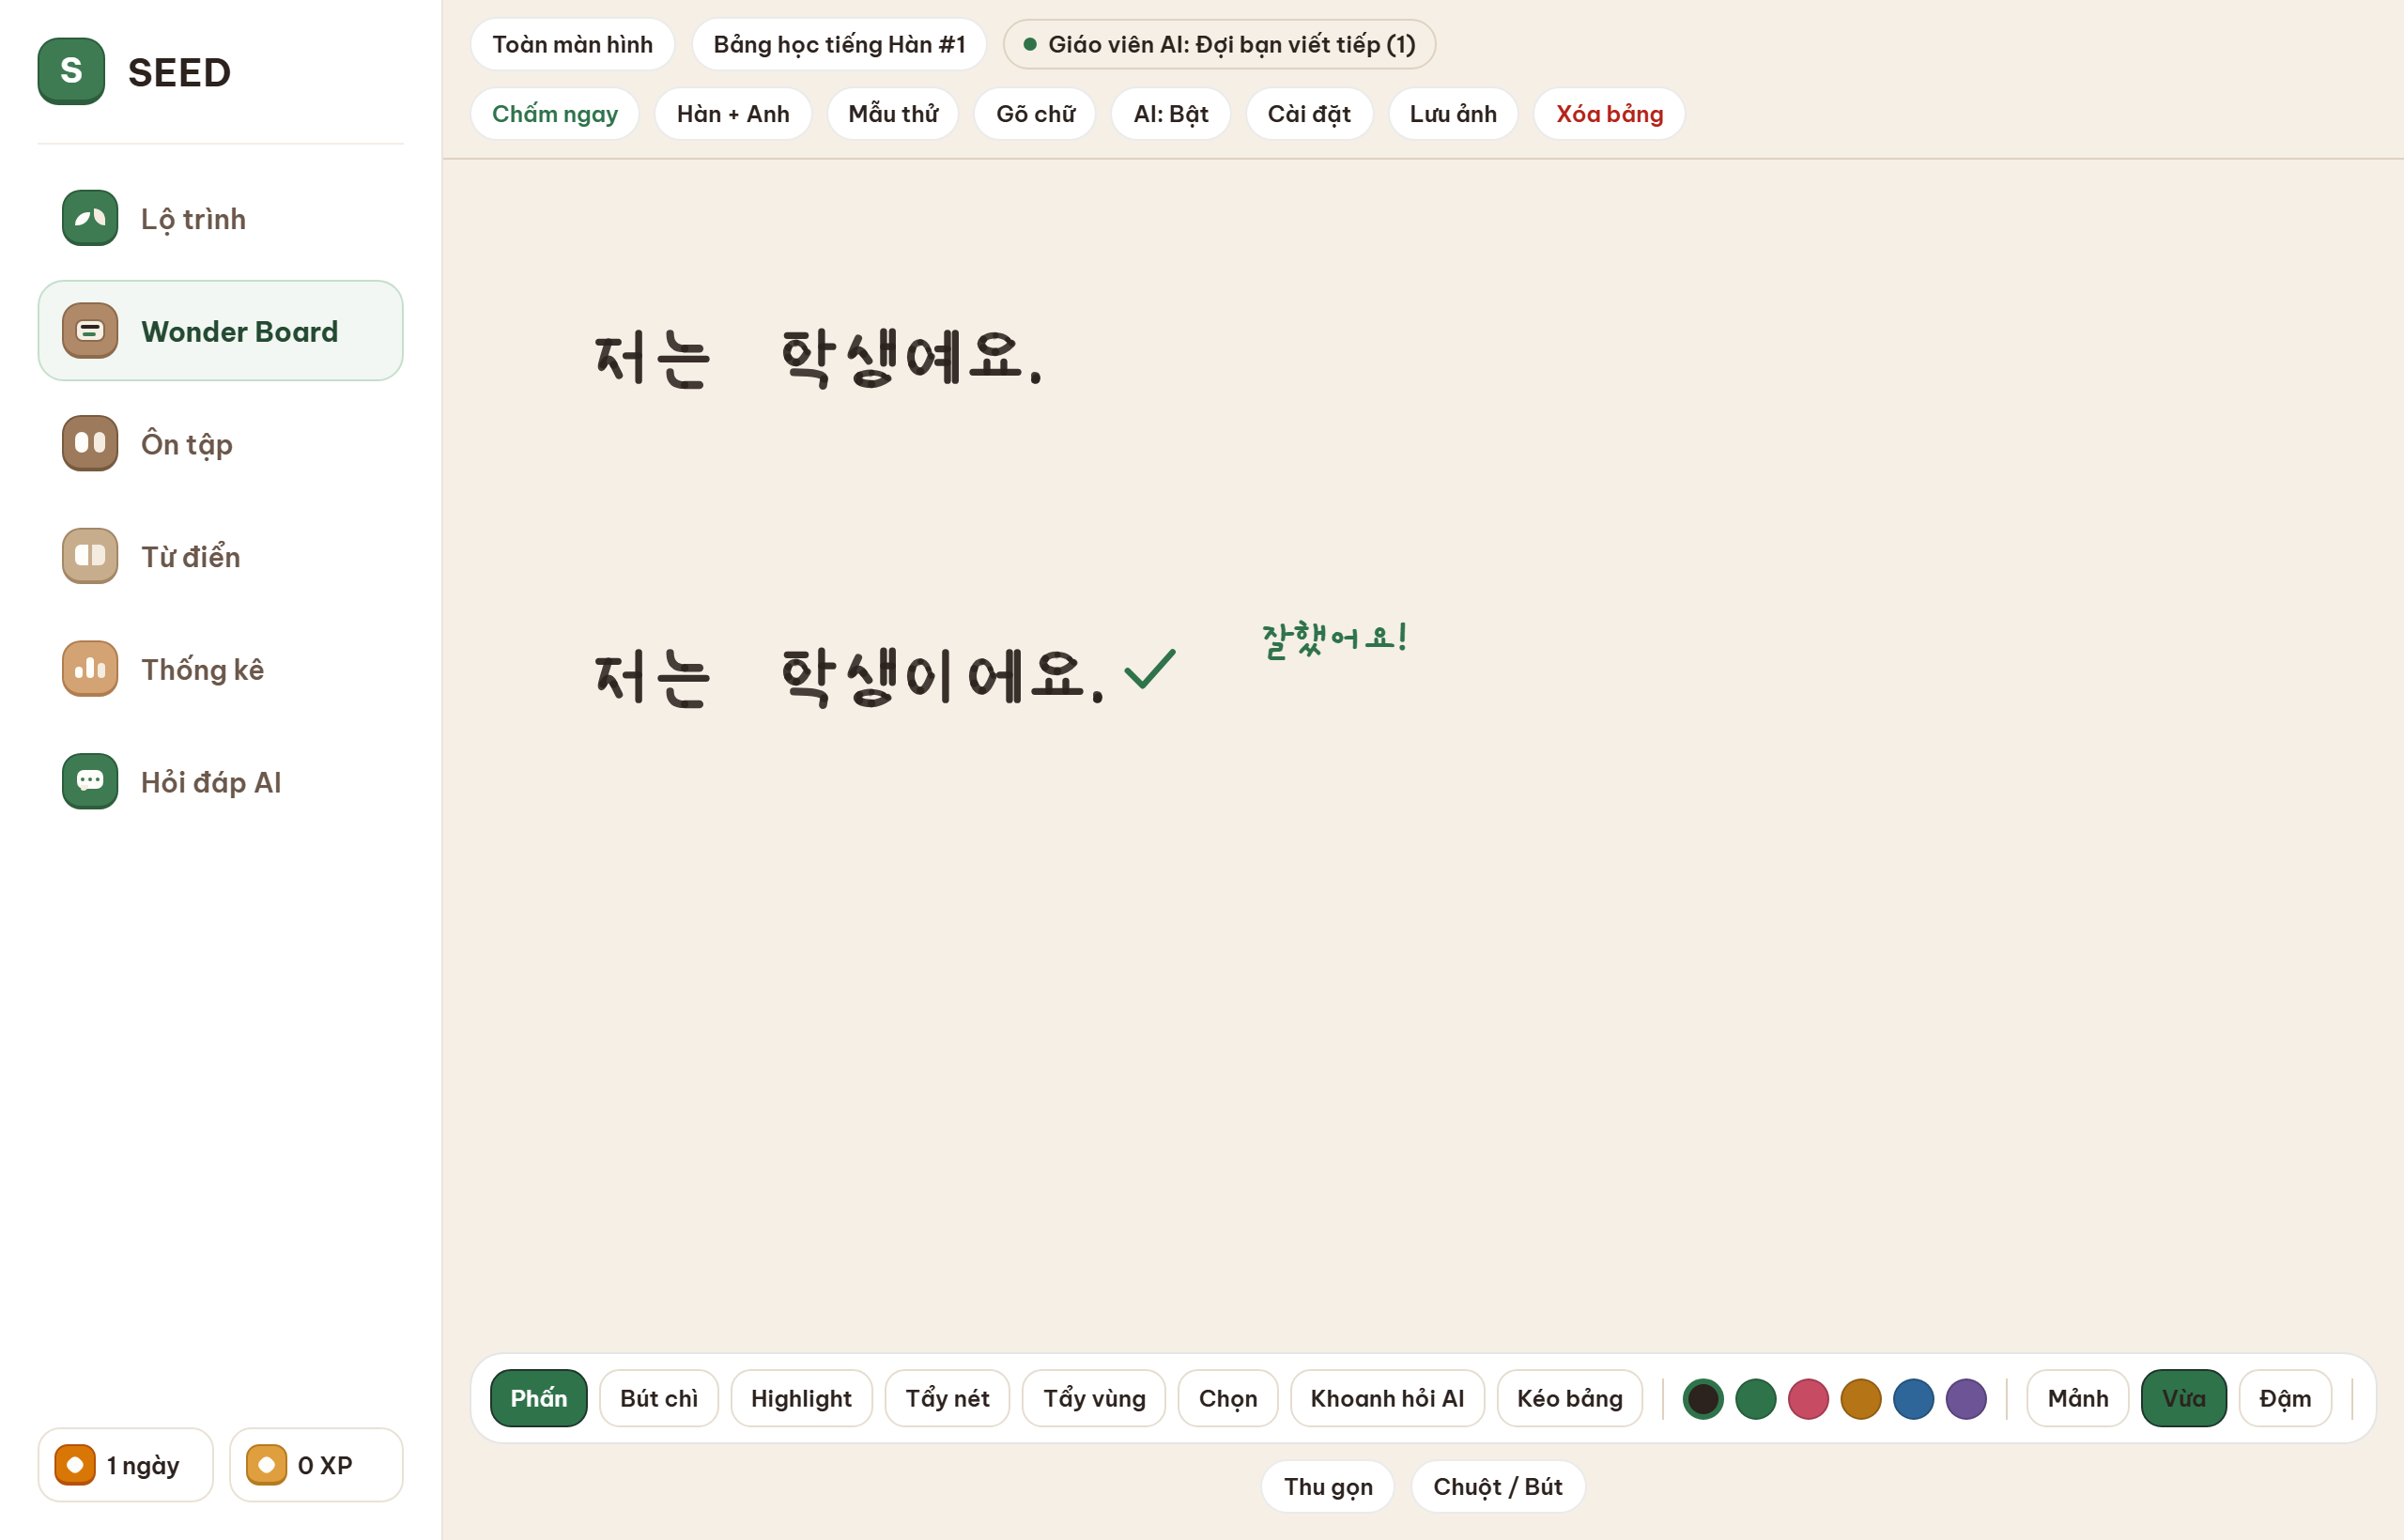 S SEED
Lộ trình
Wonder Board
Ôn tập
Từ điển
Thống kê
Hỏi đáp AI
1 ngày
0 XP
Toàn màn hình
Bảng học tiếng Hàn #1
Giáo viên AI: Đợi bạn viết tiếp (1)
Chấm ngay
Hàn + Anh
Mẫu thử
Gõ chữ
AI: Bật
Cài đặt
Lưu ảnh
Xóa bảng
저는 학생예요.
저는 학생이에요.
잘했어요!
Phấn
Bút chì
Highlight
Tẩy nét
Tẩy vùng
Chọn
Khoanh hỏi AI
Kéo bảng
Mảnh
Vừa
Đậm
Thu gọn
Chuột / Bút